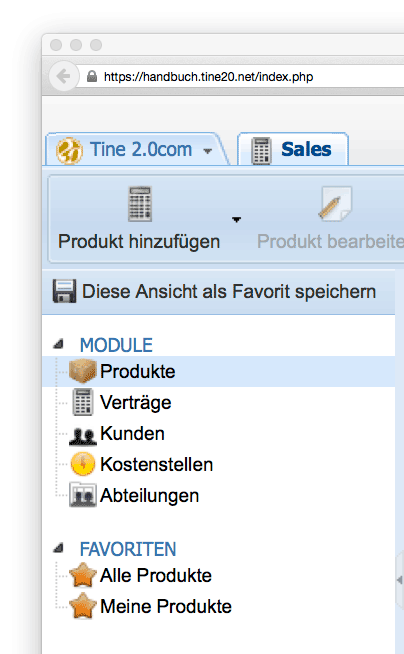 https://handbuch.tine20.net/index.php
Tine 2.0com
Sales
Produkt hinzufügen
Produkt bearbeite
Diese Ansicht als Favorit speichern
MODULE
Produkte
Verträge
Kunden
Kostenstellen
Abteilungen
FAVORITEN
Alle Produkte
Meine Produkte